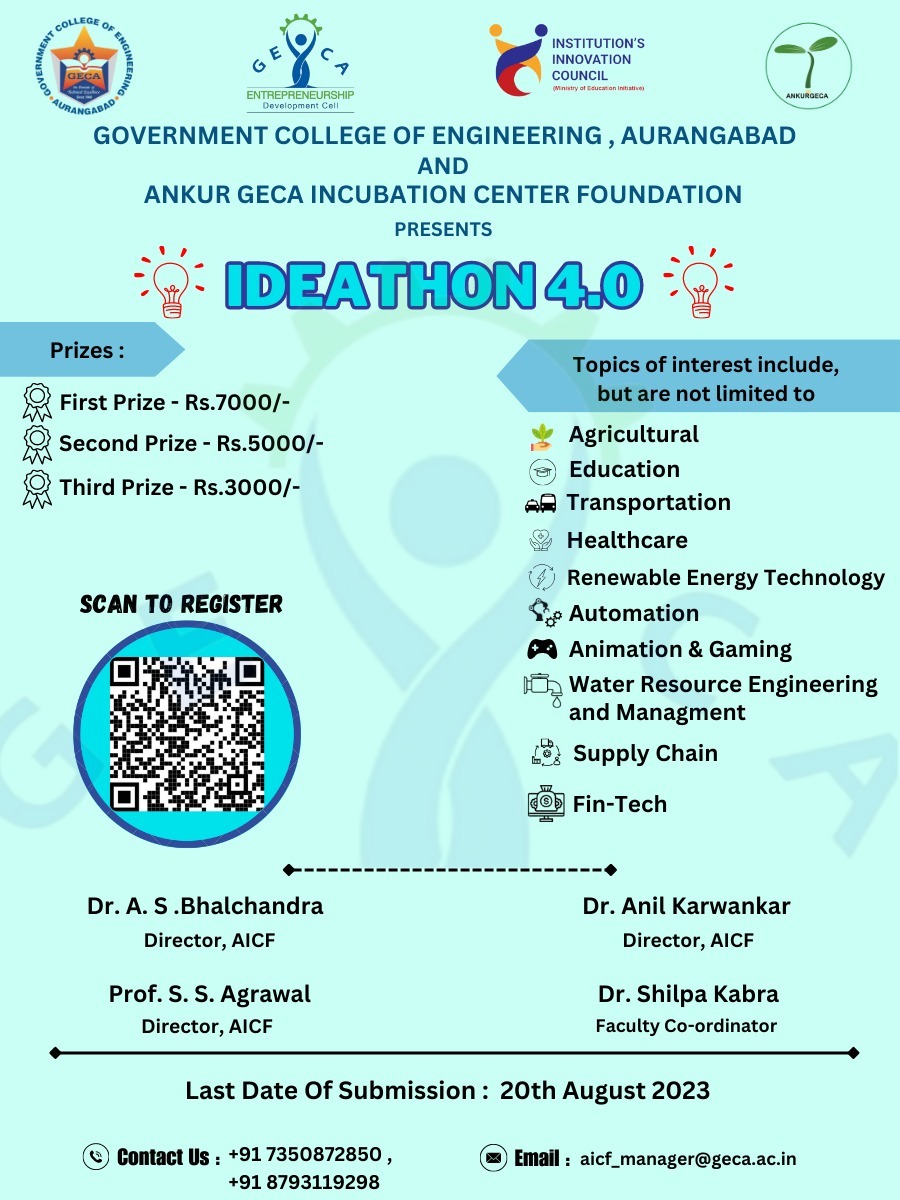 GOVERNMENT COLLEGE OF ENGINEERING
GECA
AURANGABAD
GE CA
ENTREPRENEURSHIP
Development Cell
INSTITUTION'S
INNOVATION
COUNCIL
(Ministry of Education Initiative)
ANKURGECA
GOVERNMENT COLLEGE OF ENGINEERING , AURANGABAD
AND
ANKUR GECA INCUBATION CENTER FOUNDATION
PRESENTS
IDEATHON 4.0
Prizes :
First Prize - Rs.7000/-
Second Prize - Rs.5000/-
Third Prize - Rs.3000/-
Topics of interest include,
but are not limited to
Agricultural
Education
Transportation
Healthcare
Renewable Energy Technology
Automation
Animation & Gaming
Water Resource Engineering
and Managment
Supply Chain
Fin-Tech
SCAN TO REGISTER
GE CA
Dr. A. S .Bhalchandra
Director, AICF
Dr. Anil Karwankar
Director, AICF
Prof. S. S. Agrawal
Director, AICF
Dr. Shilpa Kabra
Faculty Co-ordinator
Last Date Of Submission : 20th August 2023
Contact Us : +91 7350872850 ,
+91 8793119298
Email : aicf_manager@geca.ac.in